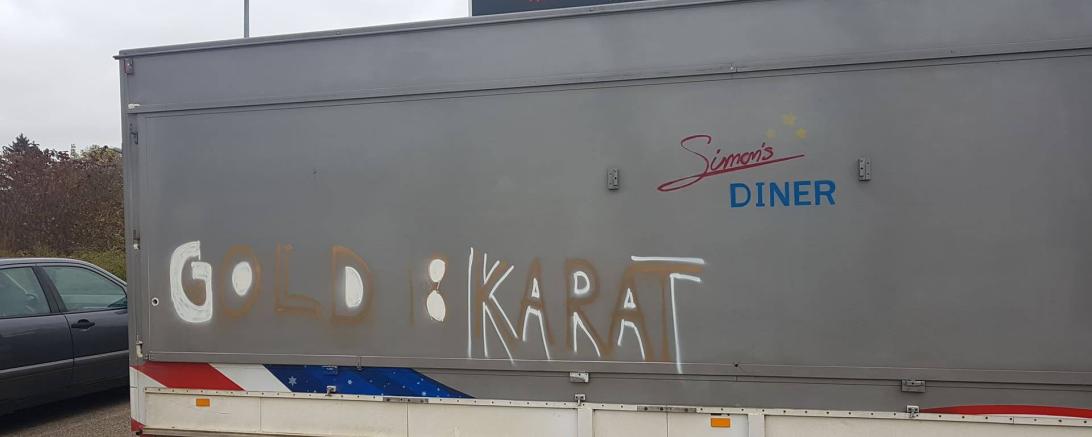 Simon's
DINER
GOLD 18 KARAT